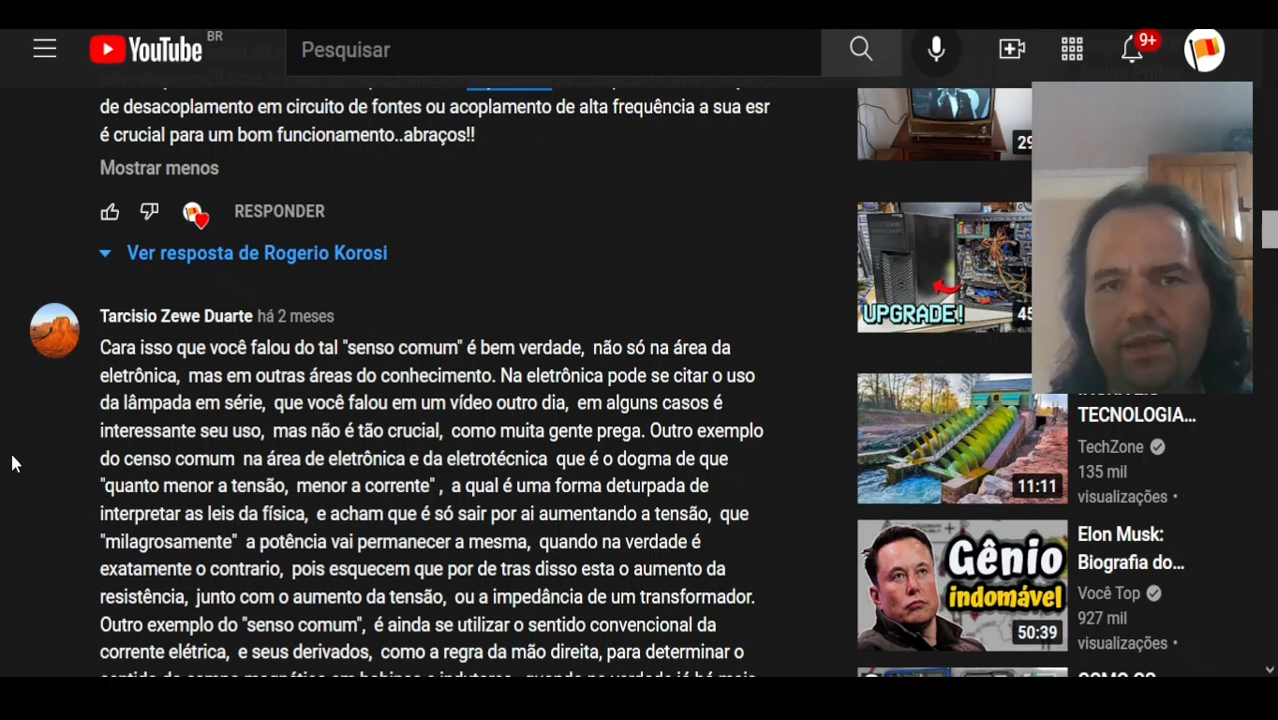 BR
YouTube
Pesquisar
9+
de desacoplamento em circuito de fontes ou acoplamento de alta frequência a sua esr
é crucial para um bom funcionamento..abraços!!
Mostrar menos
RESPONDER
Ver resposta de Rogerio Korosi
Tarcisio Zewe Duarte há 2 meses
Cara isso que você falou do tal "senso comum" é bem verdade, não só na área da
eletrônica, mas em outras áreas do conhecimento. Na eletrônica pode se citar o uso
da lâmpada em série, que você falou em um vídeo outro dia, em alguns casos é
interessante seu uso, mas não é tão crucial, como muita gente prega. Outro exemplo
do censo comum na área de eletrônica e da eletrotécnica que é o dogma de que
"quanto menor a tensão, menor a corrente" , a qual é uma forma deturpada de
interpretar as leis da física, e acham que é só sair por ai aumentando a tensão, que
"milagrosamente" a potência vai permanecer a mesma, quando na verdade é
exatamente o contrario, pois esquecem que por de tras disso esta o aumento da
resistência, junto com o aumento da tensão, ou a impedância de um transformador.
Outro exemplo do "senso comum", é ainda se utilizar o sentido convencional da
corrente elétrica, e seus derivados, como a regra da mão direita, para determinar o
29
UPGRADE!
45
11:11
TECNOLOGIA...
TechZone
135 mil
visualizações •
Gênio
indomável
50:39
Elon Musk:
Biografia do...
Você Top
927 mil
visualizações •